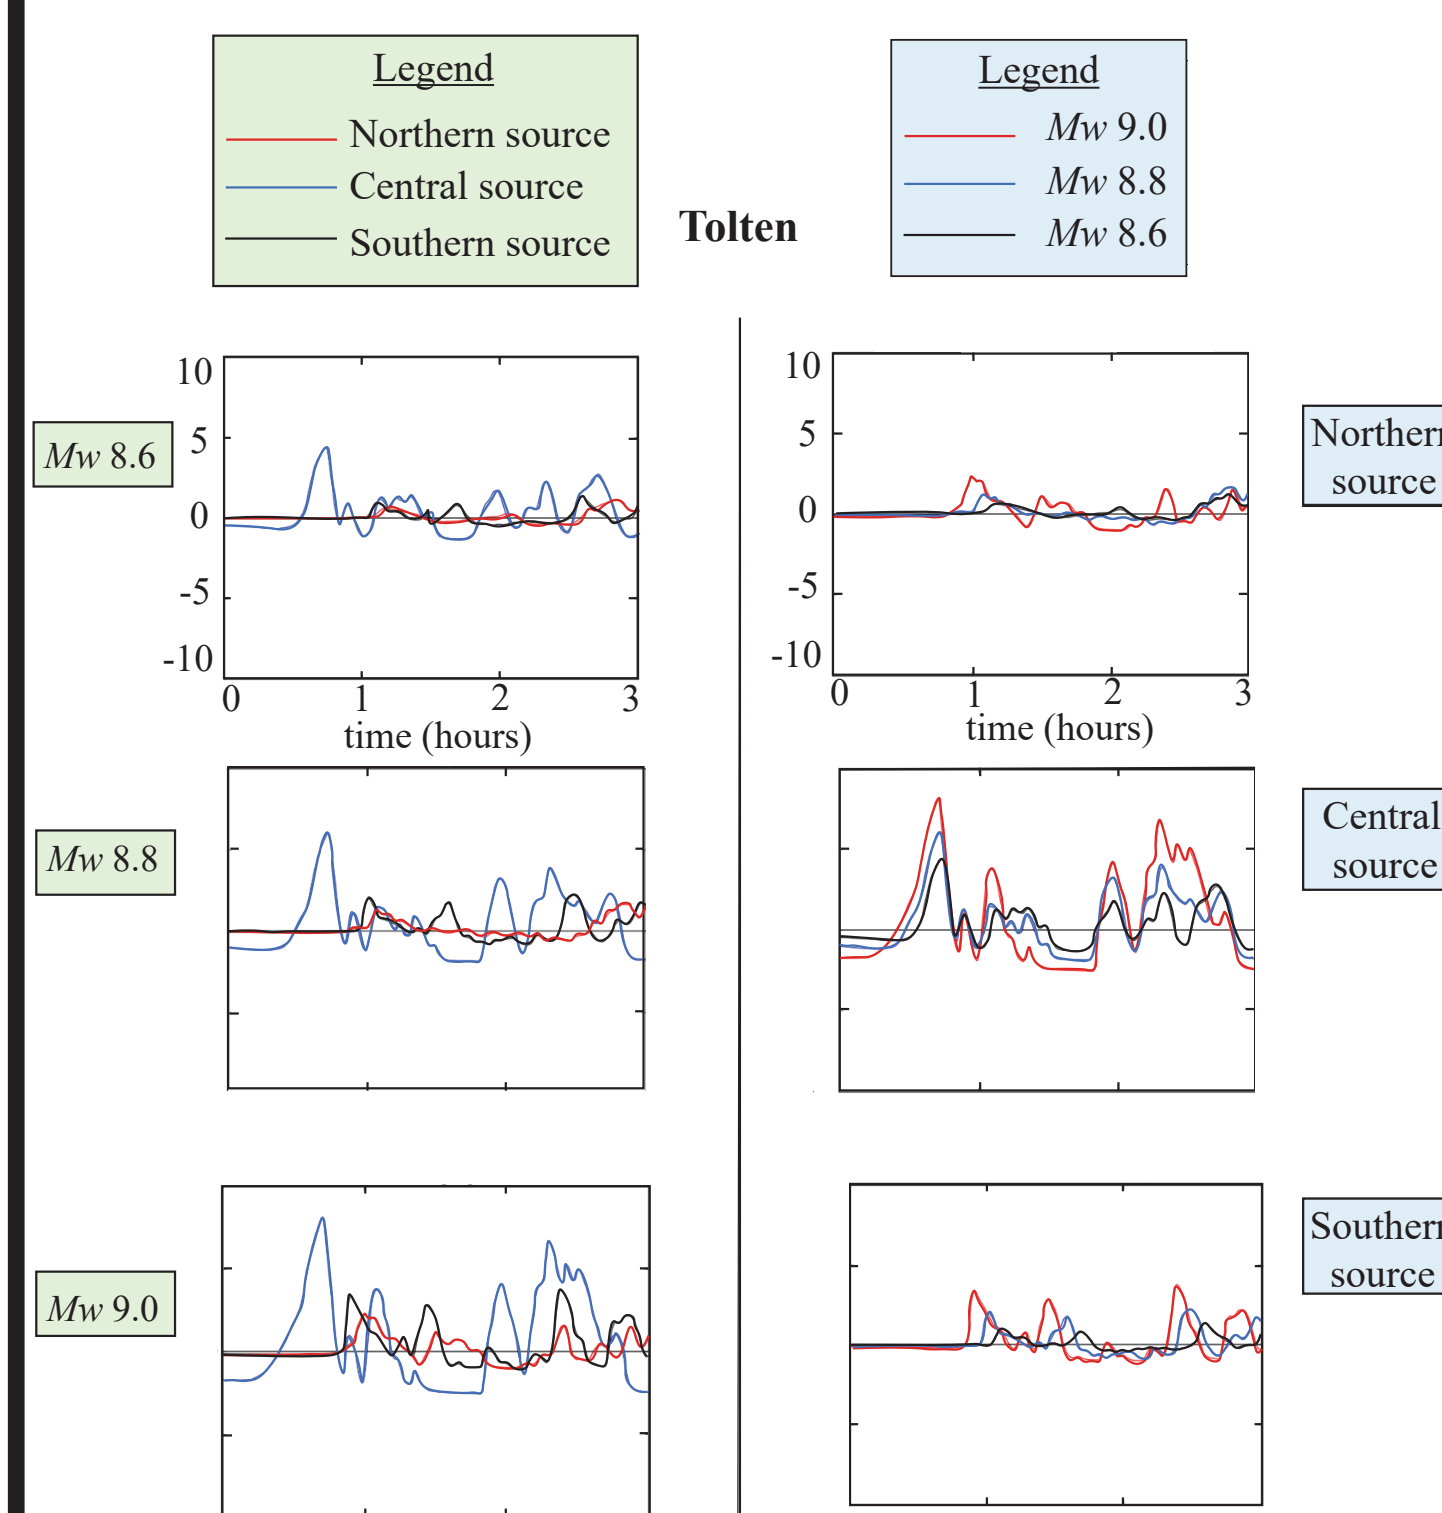 Legend
Northern source
Central source
Southern source
Tolten
Legend
Mw 9.0
Mw 8.8
Mw 8.6
Mw 8.6
10
5
0
-5
-10
0 1 2 3
time (hours)
10
5
0
-5
-10
0 1 2 3
time (hours)
Northern
source
Mw 8.8
Central
source
Mw 9.0
Southern
source